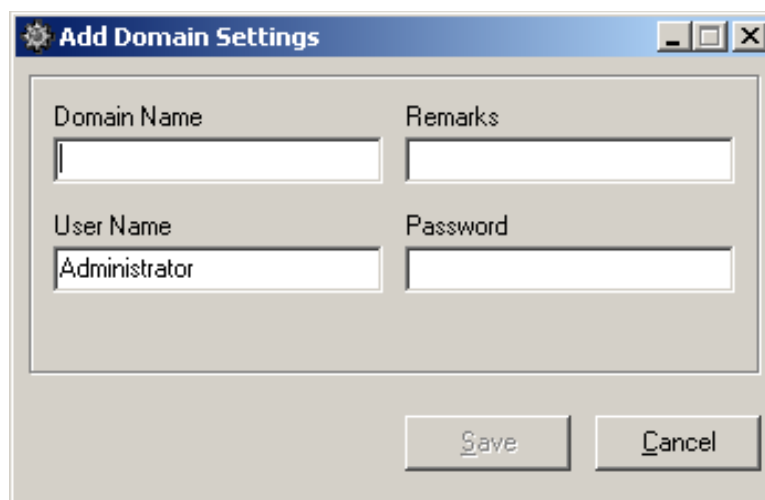 Add Domain Settings
Domain Name Remarks
User Name Password
Administrator
Save Cancel